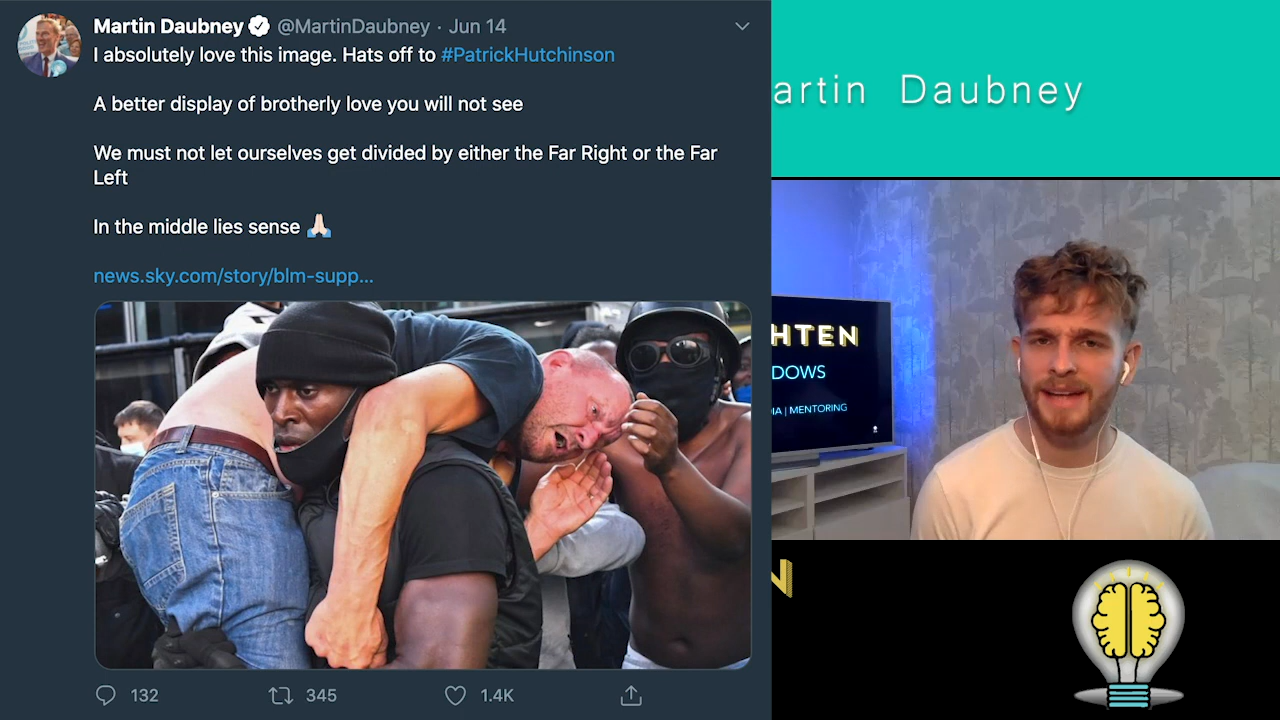 Martin Daubney @MartinDaubney · Jun 14
I absolutely love this image. Hats off to #PatrickHutchinson
A better display of brotherly love you will not see
We must not let ourselves get divided by either the Far Right or the Far
Left
In the middle lies sense 🙏🏻
news.sky.com/story/blm-supp...
132 345 1.4K
artin Daubney
HTEN
DOWS
IA | MENTORING
N